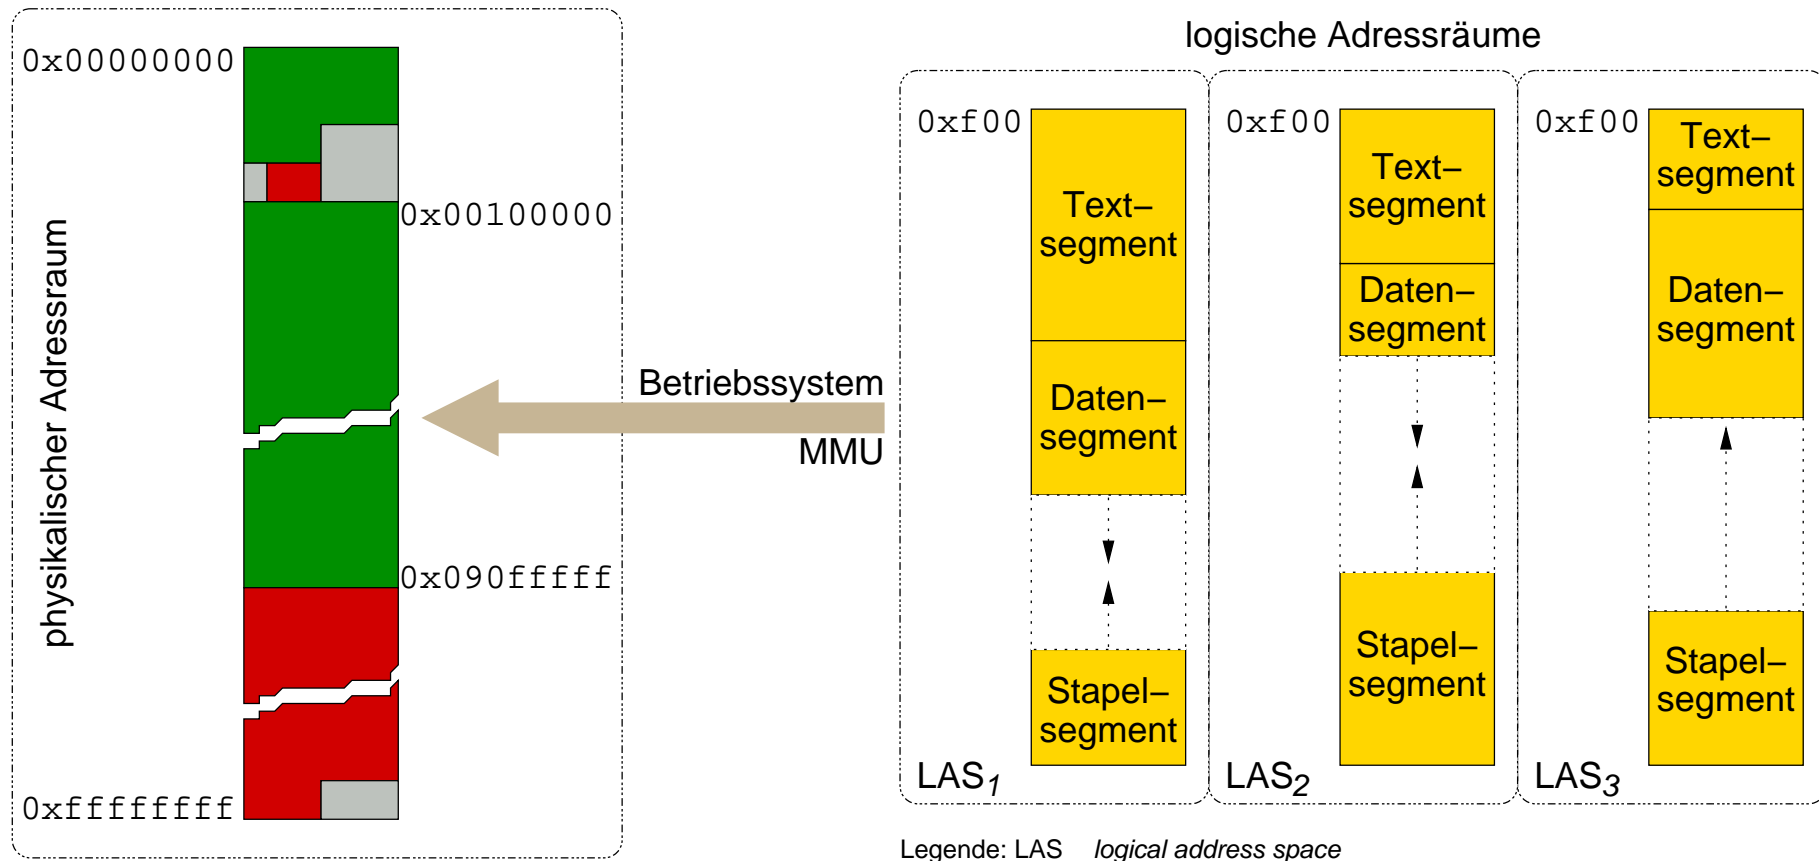 physikalischer Adressraum
0x00000000
0x00100000
0x090fffff
0xffffffff
Betriebssystem
MMU
logische Adressräume
0xf00
Text–
segment
Daten–
segment
Stapel–
segment
LAS1
0xf00
Text–
segment
Daten–
segment
Stapel–
segment
LAS2
0xf00
Text–
segment
Daten–
segment
Stapel–
segment
LAS3
Legende: LAS logical address space